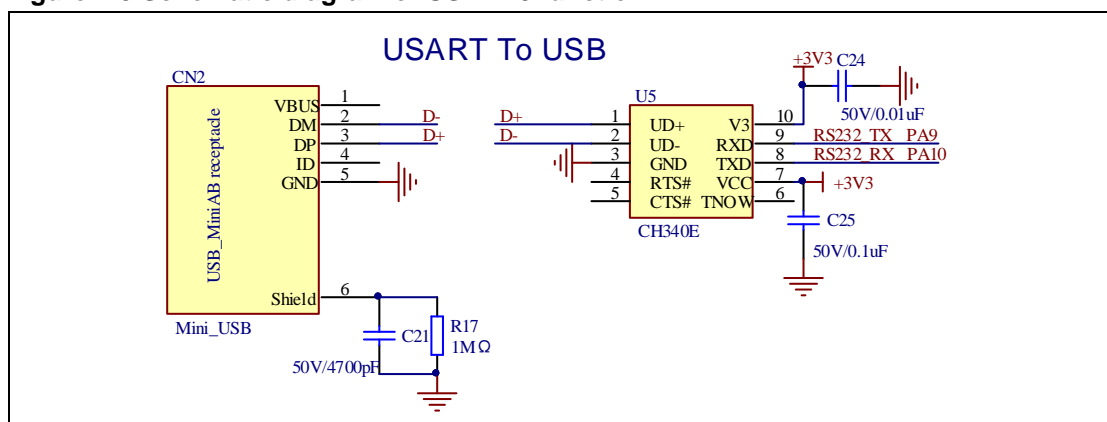 USART To USB
CN2
VBUS 1
DM 2 D-
DP 3 D+
ID 4
GND 5
USB_MiniAB receptacle
Shield 6
Mini_USB
C21
50V/4700pF
R17
1MΩ
U5
D+ 1 UD+ V3 10
D- 2 UD- RXD 9 RS232_TX PA9
3 GND TXD 8 RS232_RX PA10
4 RTS# VCC 7 +3V3
5 CTS# TNOW 6
CH340E
+3V3
C24
50V/0.01uF
C25
50V/0.1uF